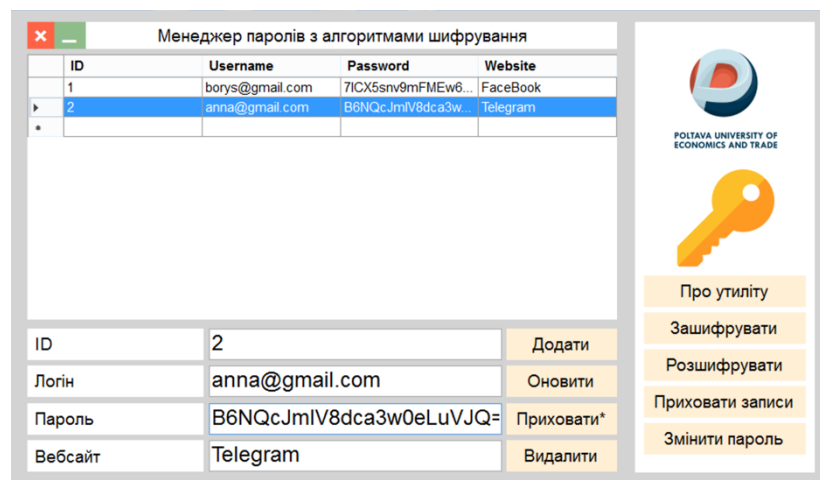 Менеджер паролів з алгоритмами шифрування
ID Username Password Website
1 borys@gmail.com 7ICX5snv9mFMEw6... FaceBook
2 anna@gmail.com B6NQcJmlV8dca3w... Telegram
POLTAVA UNIVERSITY OF
ECONOMICS AND TRADE
Про утиліту
Зашифрувати
Розшифрувати
Приховати записи
Змінити пароль
ID 2 Додати
Логін anna@gmail.com Оновити
Пароль B6NQcJmlV8dca3w0eLuVJQ= Приховати*
Вебсайт Telegram Видалити